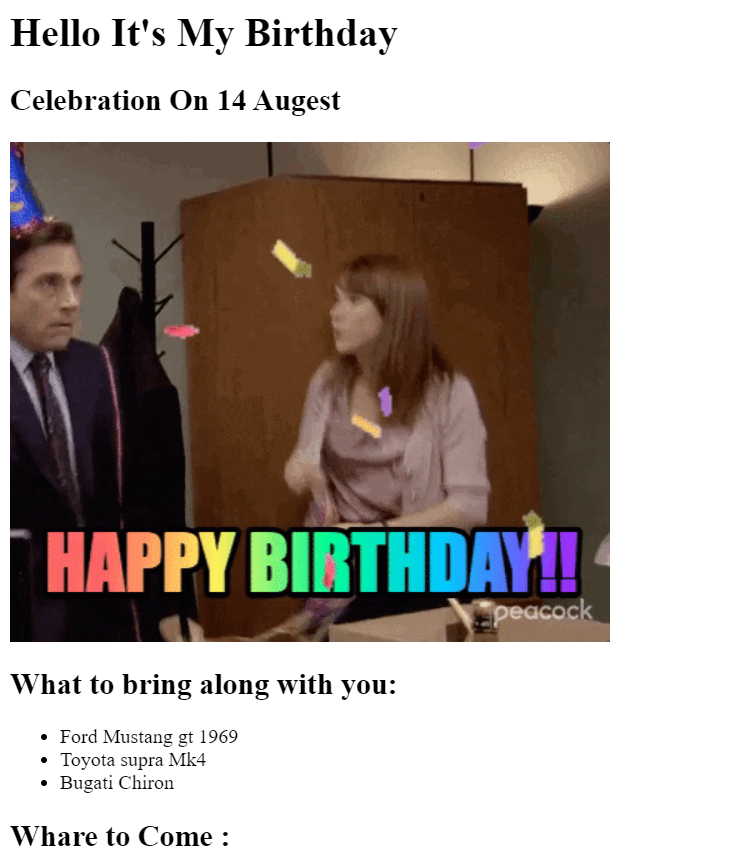 Hello It's My Birthday
Celebration On 14 Augest
HAPPY BIRTHDAY!!
peacock
What to bring along with you:
Ford Mustang gt 1969
Toyota supra Mk4
Bugati Chiron
Whare to Come :